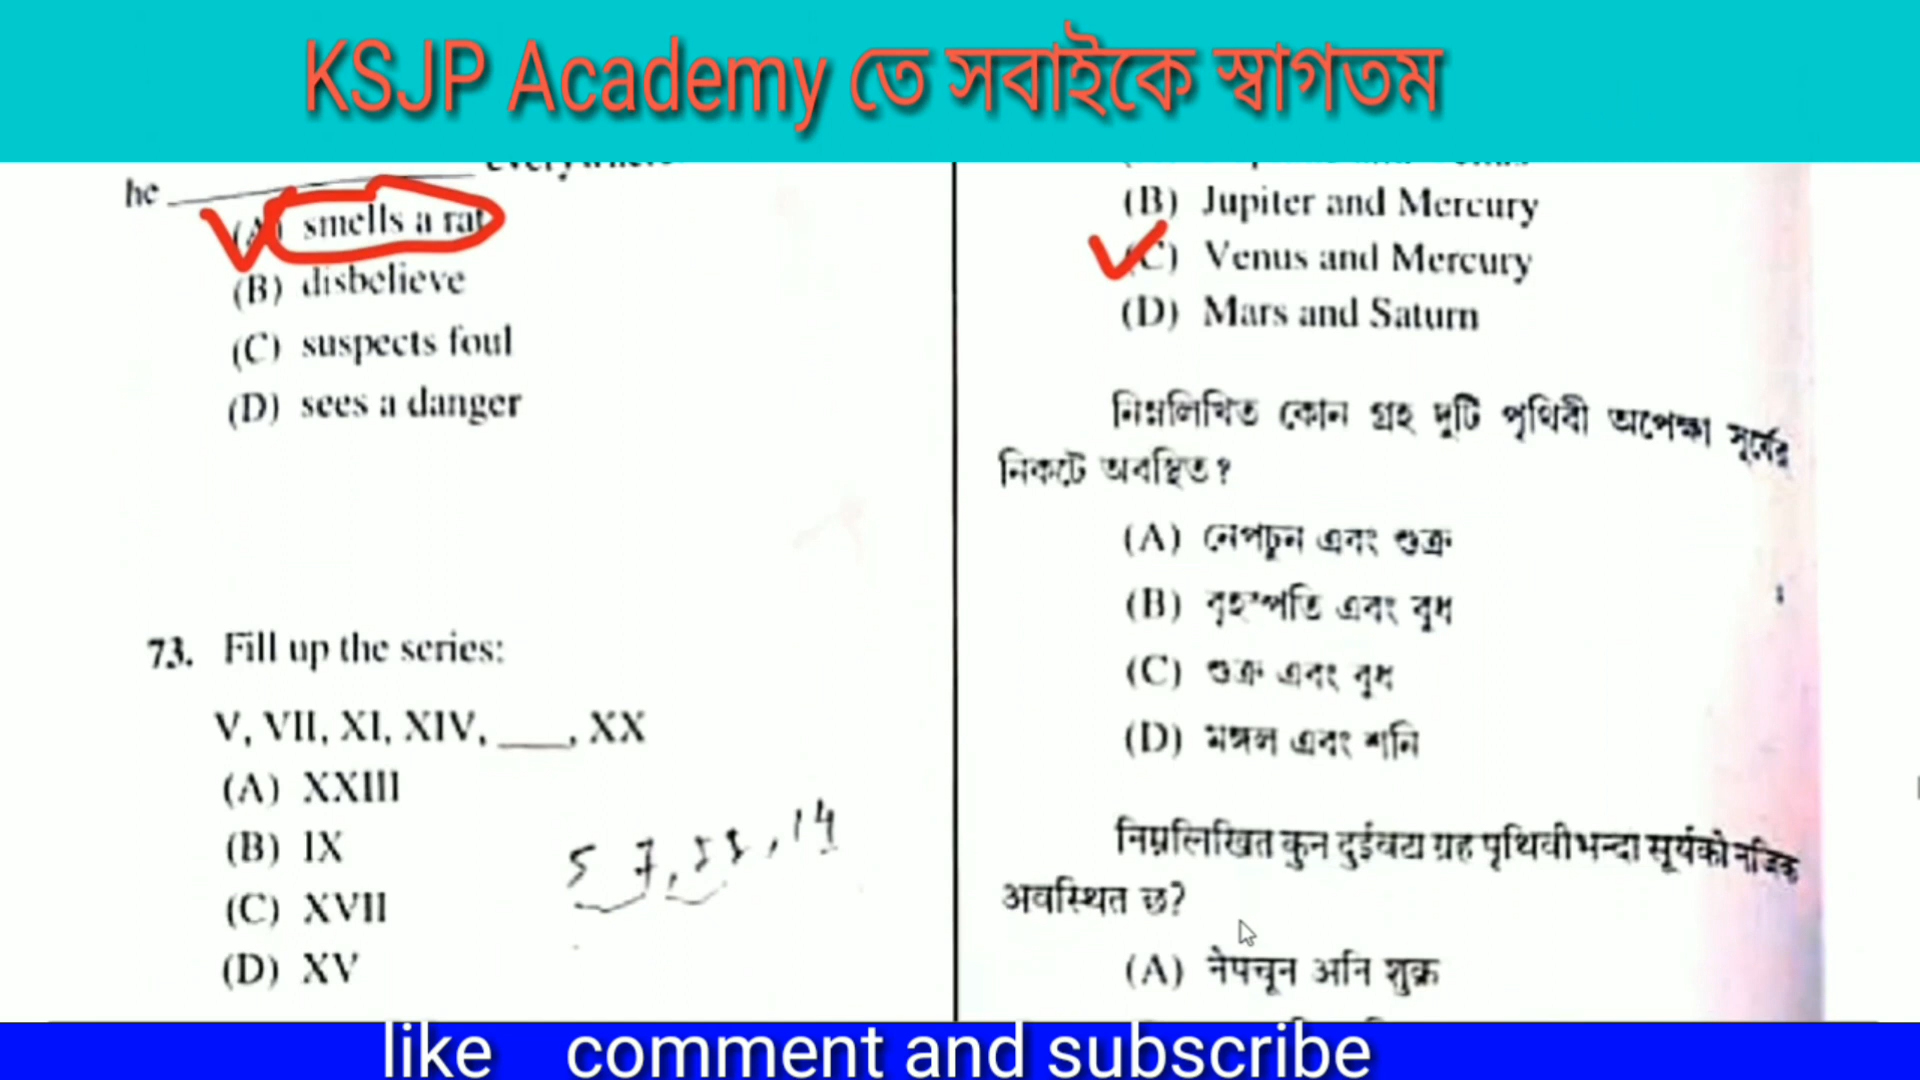 KSJP Academy তে সবাইকে স্বাগতম
he ______ everywhere
(A) smells a rat
(B) disbelieve
(C) suspects foul
(D) sees a danger
73. Fill up the series:
V, VII, XI, XIV, ___, XX
(A) XXIII
(B) IX
(C) XVII
(D) XV
5 7, 11, 14
(B) Jupiter and Mercury
(C) Venus and Mercury
(D) Mars and Saturn
নিম্নলিখিত কোন গ্রহ দুটি পৃথিবী অপেক্ষা সূর্যের
নিকটে অবস্থিত?
(A) নেপচুন এবং শুক্র
(B) বৃহস্পতি এবং বুধ
(C) শুক্র এবং বুধ
(D) মঙ্গল এবং শনি
निम्नलिखित कुन दुईवटा ग्रह पृथिवीभन्दा सूर्यको नजिक
अवस्थित छ?
(A) नेपचून अनि शुक्र
like comment and subscribe